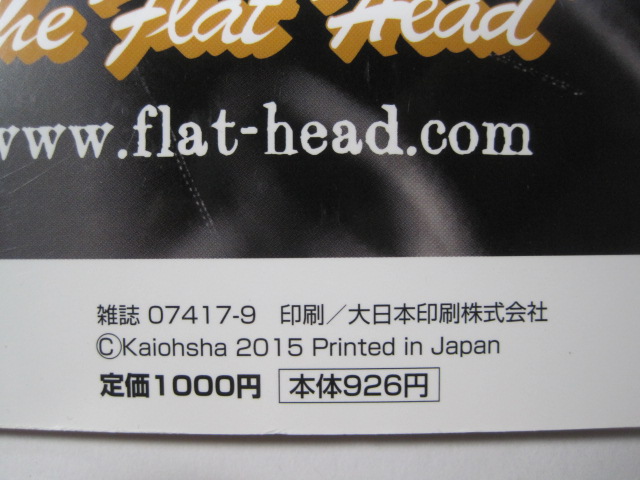 the Flat Head
www.flat-head.com
雑誌 07417-9 印刷／大日本印刷株式会社
ⒸKaiohsha 2015 Printed in Japan
定価1000円 本体926円